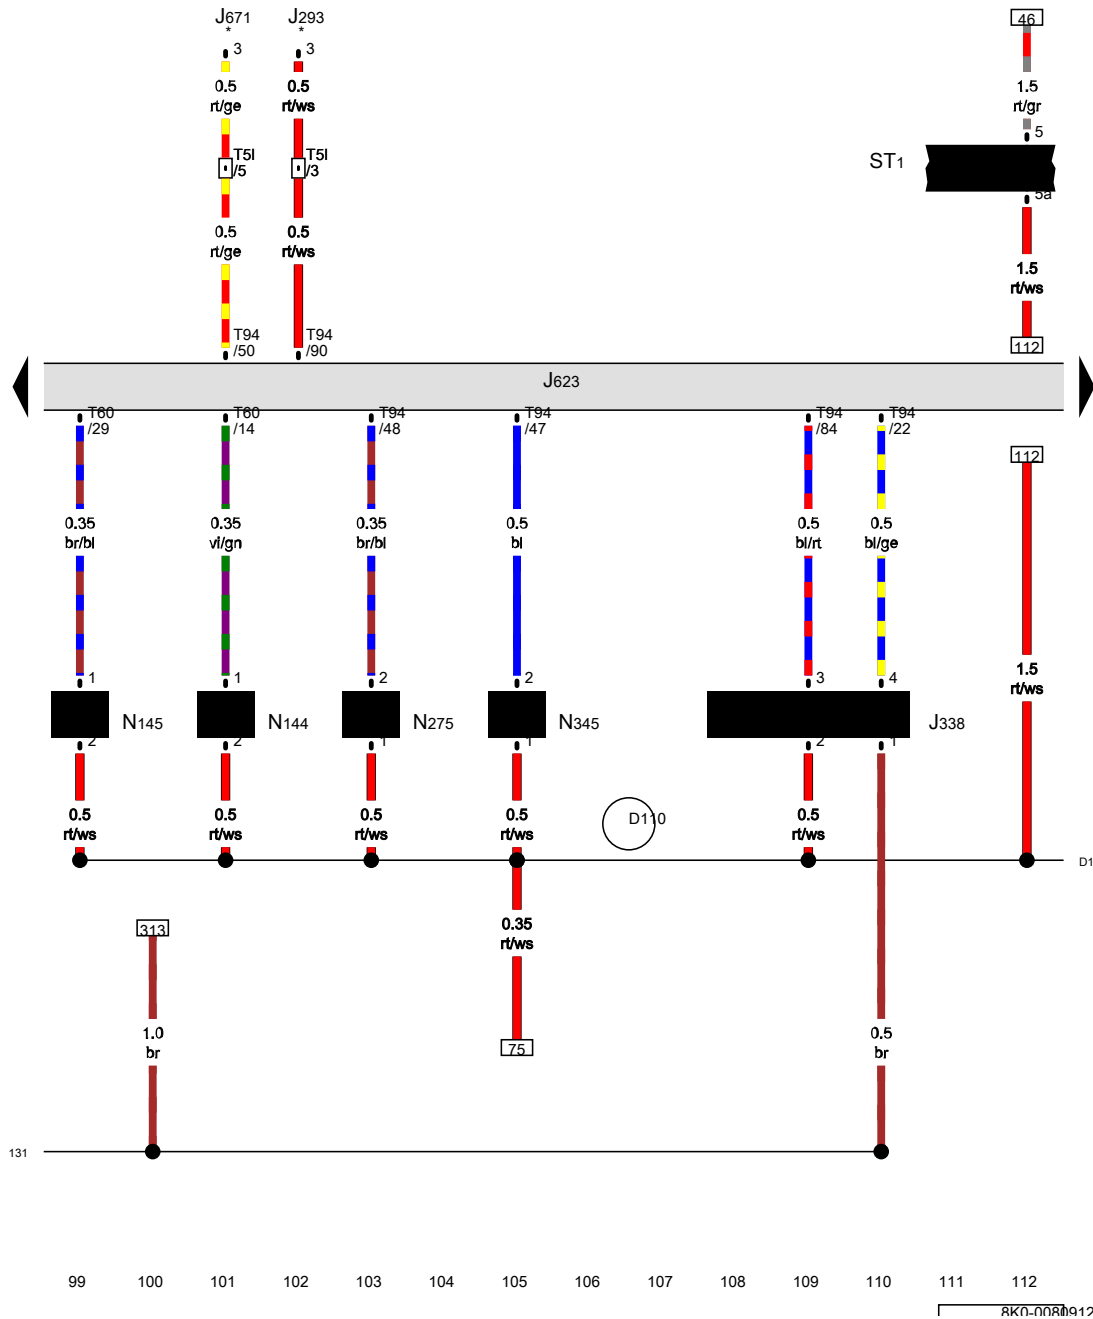 J671 J293 46
* *
3 3
0.5 0.5 1.5
rt/ge rt/ws rt/gr
5
T5l T5l ST1
/5 /3
5a
0.5 0.5
rt/ge rt/ws 1.5
rt/ws
T94 T94
/50 /90 112
J623
T60 T60 T94 T94 T94 T94
/29 /14 /48 /47 /84 /22
112
0.35 0.35 0.35 0.5 0.5 0.5
br/bl vi/gn br/bl bl bl/rt bl/ge
1 1 2 2 3 4 1.5
rt/ws
N145 N144 N275 N345 J338
2 2 1 1 2 1
0.5 0.5 0.5 0.5 D110 0.5
rt/ws rt/ws rt/ws rt/ws rt/ws
D1
313 0.35
rt/ws
1.0 75 0.5
br br
131
99 100 101 102 103 104 105 106 107 108 109 110 111 112
8K0-0080912